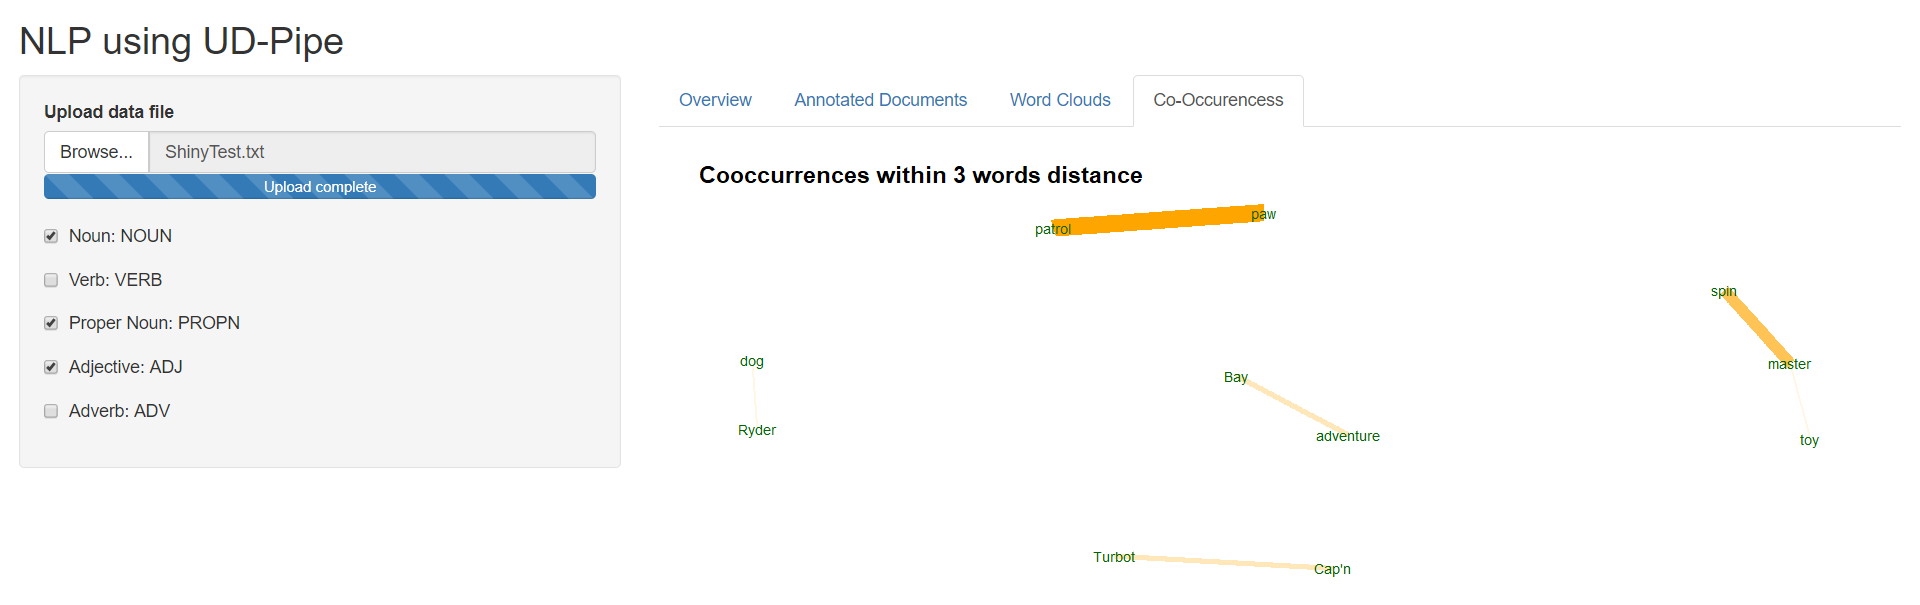 NLP using UD-Pipe
Upload data file
Browse... ShinyTest.txt
Upload complete
Noun: NOUN
Verb: VERB
Proper Noun: PROPN
Adjective: ADJ
Adverb: ADV
Overview Annotated Documents Word Clouds Co-Occurencess
Cooccurrences within 3 words distance
paw
patrol
spin
dog
master
Bay
Ryder
adventure
toy
Turbot
Cap'n